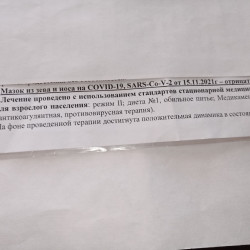 Мазок из зева и носа на COVID-19, SARS-Co-V-2 от 15.11.2021г – отрицат
Лечение проведено с использованием стандартов стационарной медицин
для взрослого населения: режим II; диета №1; обильное питье; Медикамен
антикоагулянтная, противовирусная терапия).
На фоне проведенной терапии достигнута положительная динамика в состоя